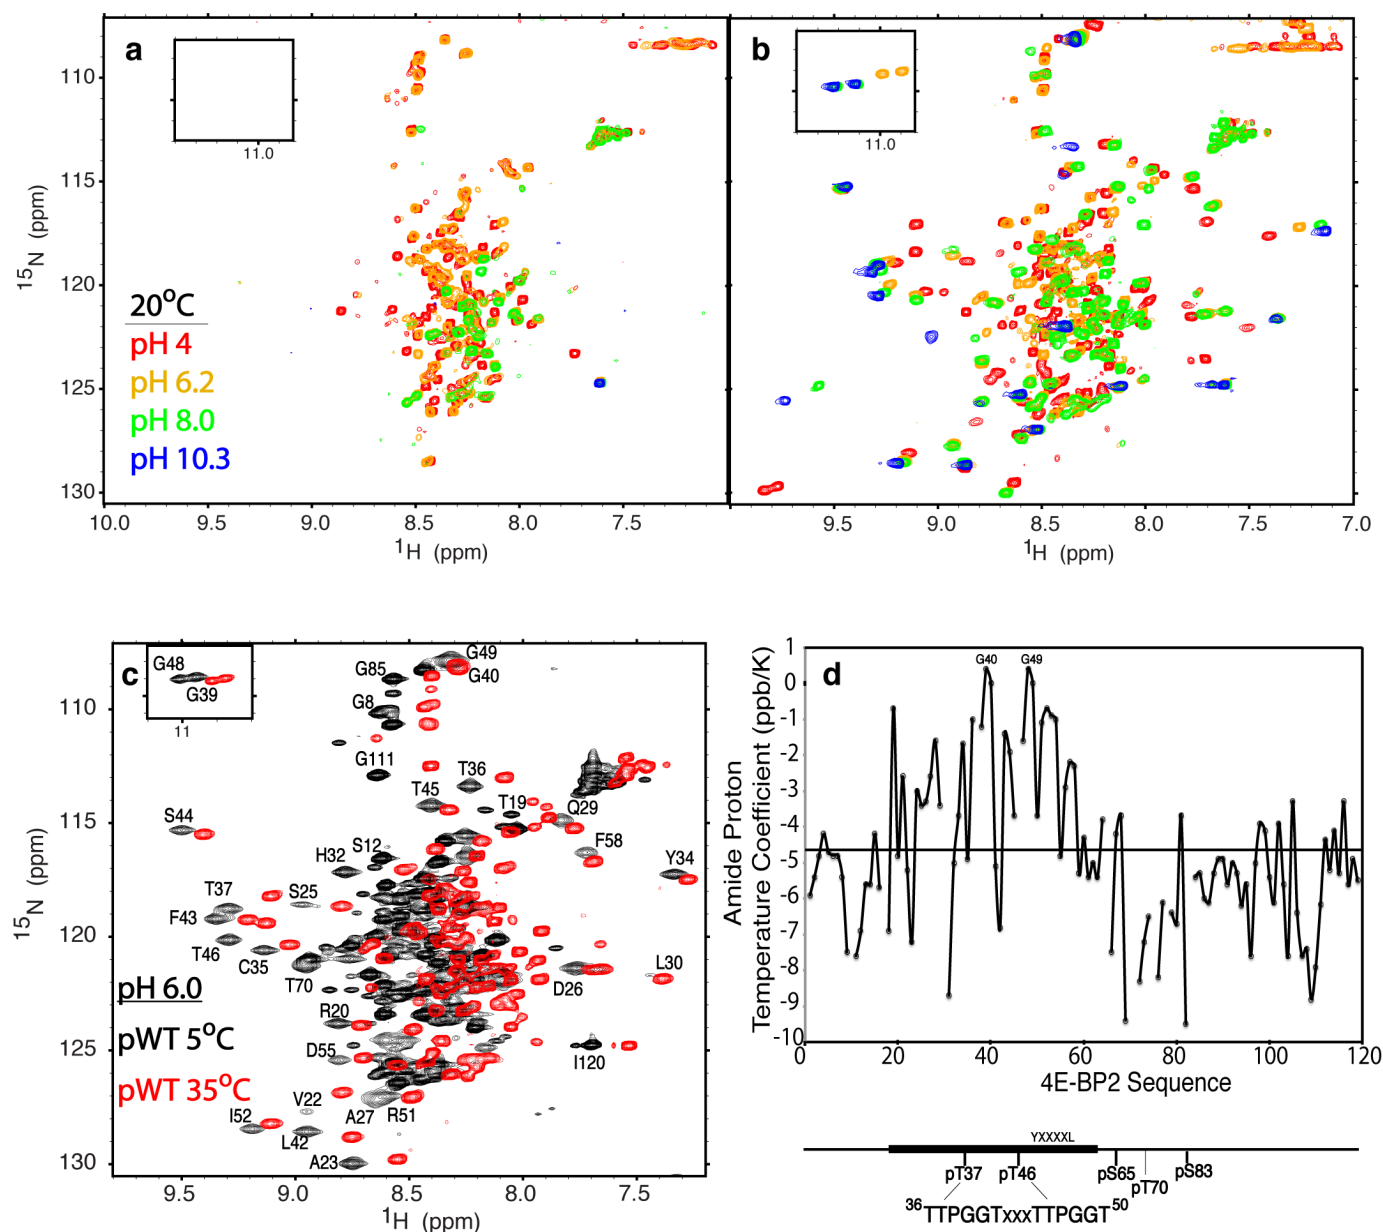 a
110
115
120
125
130
15N (ppm)
11.0
20°C
pH 4
pH 6.2
pH 8.0
pH 10.3
10.0 9.5 9.0 8.5 8.0 7.5
1H (ppm)
b
11.0
9.5 9.0 8.5 8.0 7.5 7.0
1H (ppm)
c
G48
G39
11
110
115
120
125
130
15N (ppm)
G49
G85
G40
G8
G111
T36
T45
T19
Q29
S44
F58
S12
H32
Y34
T37
S25
F43
T46
C35
T70
L30
D26
R20
D55
I120
V22
A27
R51
I52
L42
A23
pH 6.0
pWT 5°C
pWT 35°C
9.5 9.0 8.5 8.0 7.5
1H (ppm)
d
Amide Proton
Temperature Coefficient (ppb/K)
1
0
-1
-2
-3
-4
-5
-6
-7
-8
-9
-10
G40
G49
1 20 40 60 80 100 120
4E-BP2 Sequence
YXXXXL
pT37
pT46
pS65
pT70
pS83
36TTPGGTxxxTTPGGT50